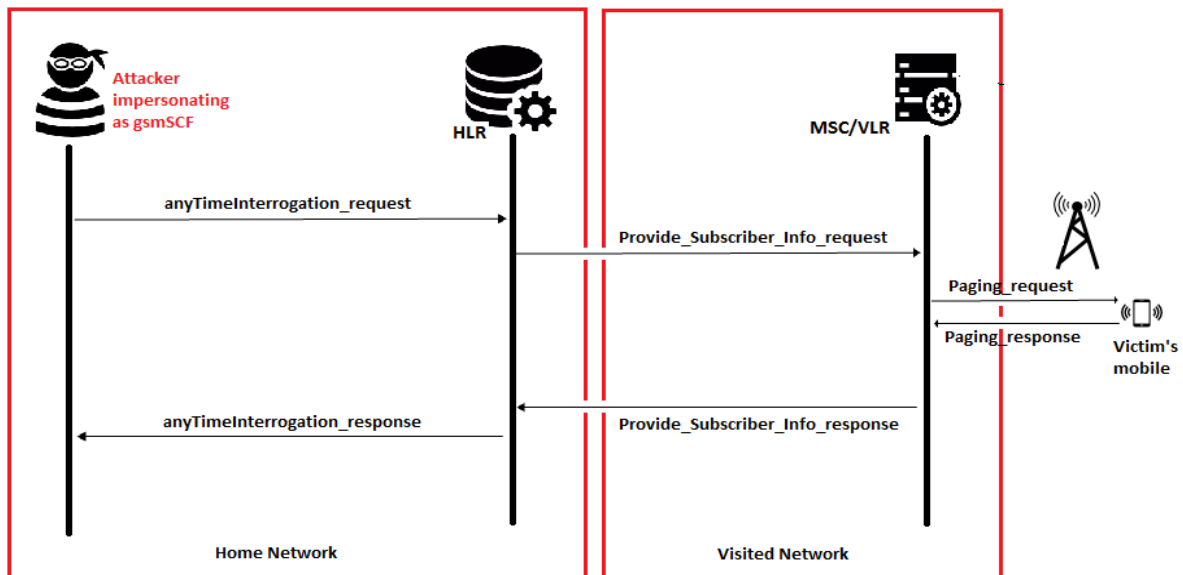 Attacker
impersonating
as gsmSCF
HLR
MSC/VLR
anyTimeInterrogation_request
Provide_Subscriber_Info_request
Paging_request
Paging_response
Victim's
mobile
anyTimeInterrogation_response
Provide_Subscriber_Info_response
Home Network
Visited Network